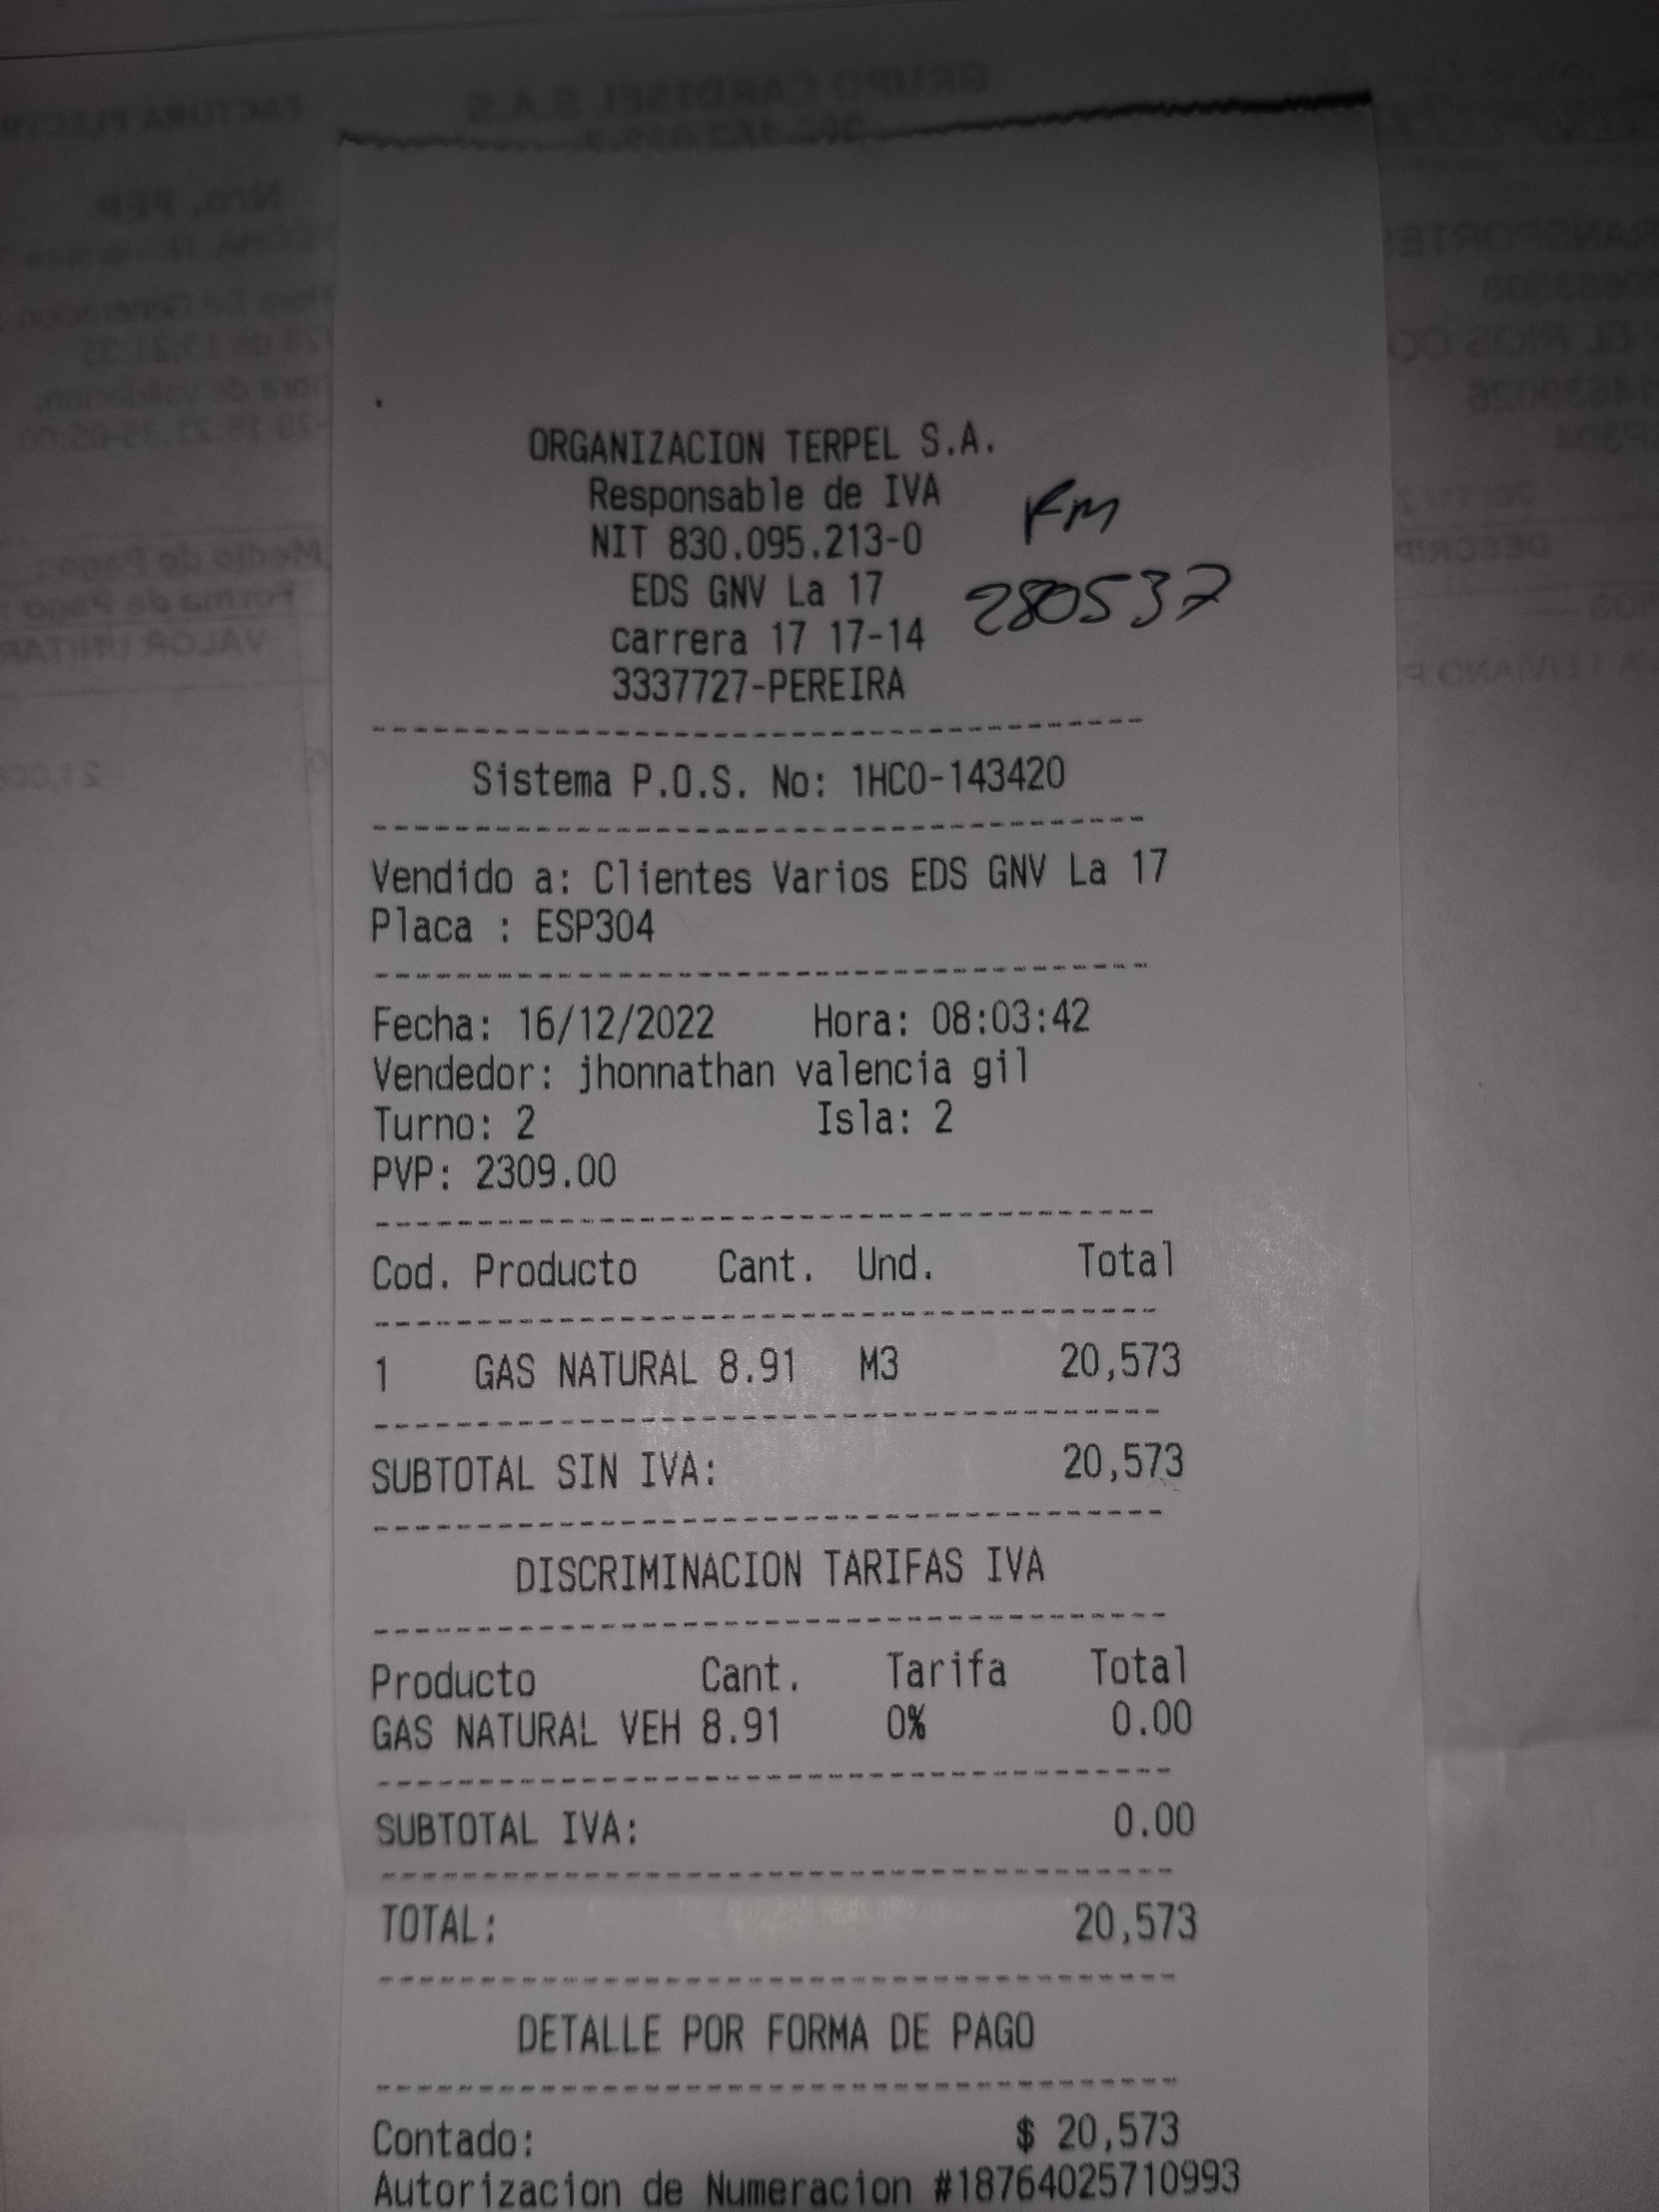 ORGANIZACION TERPEL S.A.
Responsable de IVA
NIT 830.095.213-0
EDS GNV La 17
carrera 17 17-14
3337727-PEREIRA
KM
280537
Sistema P.O.S. No: 1HCO-143420
Vendido a: Clientes Varios EDS GNV La 17
Placa : ESP304
Fecha: 16/12/2022 Hora: 08:03:42
Vendedor: jhonnathan valencia gil
Turno: 2 Isla: 2
PVP: 2309.00
Cod. Producto Cant. Und. Total
1 GAS NATURAL 8.91 M3 20,573
SUBTOTAL SIN IVA: 20,573
DISCRIMINACION TARIFAS IVA
Producto Cant. Tarifa Total
GAS NATURAL VEH 8.91 0% 0.00
SUBTOTAL IVA: 0.00
TOTAL: 20,573
DETALLE POR FORMA DE PAGO
Contado: $ 20,573
Autorizacion de Numeracion #18764025710993